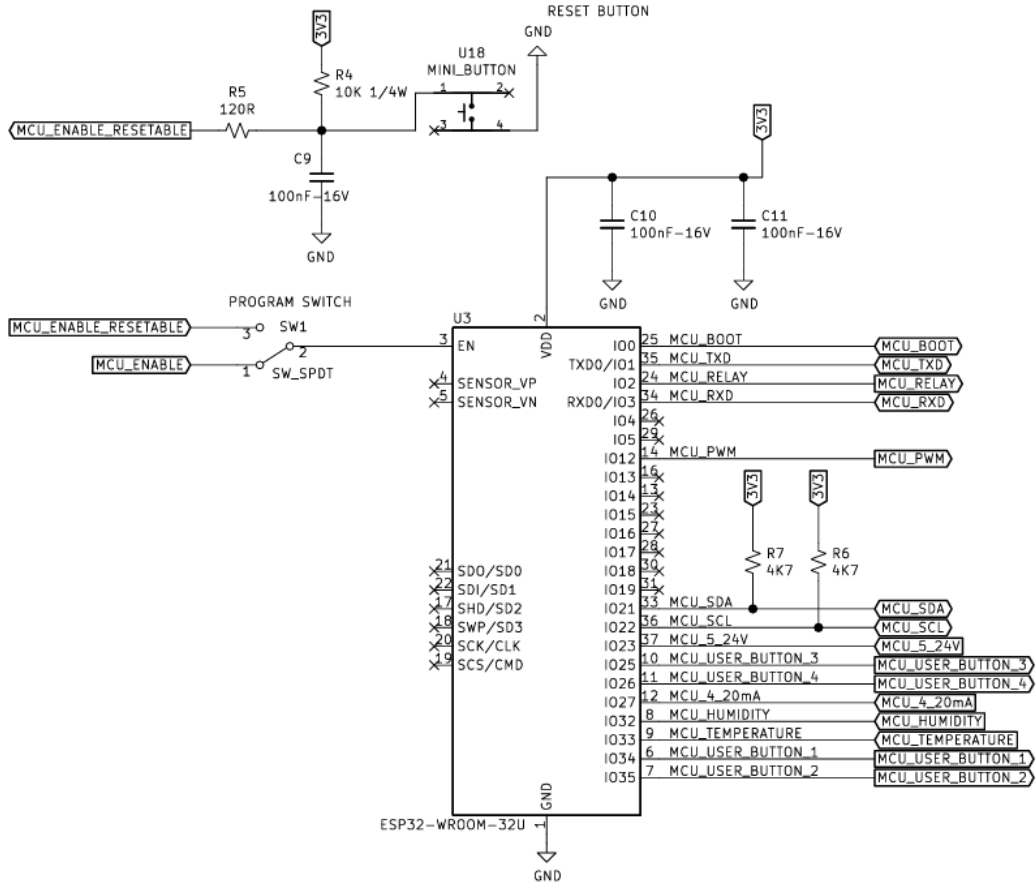 RESET BUTTON
3V3
GND
U18
MINI_BUTTON
R4
10K 1/4W
1
2
R5
120R
MCU_ENABLE_RESETABLE
3
4
3V3
C9
100nF-16V
C10
100nF-16V
C11
100nF-16V
GND
GND
GND
PROGRAM SWITCH
MCU_ENABLE_RESETABLE
3
SW1
2
MCU_ENABLE
1
SW_SPDT
U3
2
VDD
3 EN
4 SENSOR_VP
5 SENSOR_VN
21 SDO/SD0
22 SDI/SD1
17 SHD/SD2
18 SWP/SD3
20 SCK/CLK
19 SCS/CMD
IO0 25 MCU_BOOT MCU_BOOT
TXD0/IO1 35 MCU_TXD MCU_TXD
IO2 24 MCU_RELAY MCU_RELAY
RXD0/IO3 34 MCU_RXD MCU_RXD
IO4 26
IO5 29
IO12 14 MCU_PWM MCU_PWM
IO13 16
IO14 13
IO15 23
IO16 27
IO17 28
IO18 30
IO19 31
3V3
3V3
R7
4K7
R6
4K7
IO21 33 MCU_SDA MCU_SDA
IO22 36 MCU_SCL MCU_SCL
IO23 37 MCU_5_24V MCU_5_24V
IO25 10 MCU_USER_BUTTON_3 MCU_USER_BUTTON_3
IO26 11 MCU_USER_BUTTON_4 MCU_USER_BUTTON_4
IO27 12 MCU_4_20mA MCU_4_20mA
IO32 8 MCU_HUMIDITY MCU_HUMIDITY
IO33 9 MCU_TEMPERATURE MCU_TEMPERATURE
IO34 6 MCU_USER_BUTTON_1 MCU_USER_BUTTON_1
IO35 7 MCU_USER_BUTTON_2 MCU_USER_BUTTON_2
GND
ESP32-WROOM-32U
1
GND